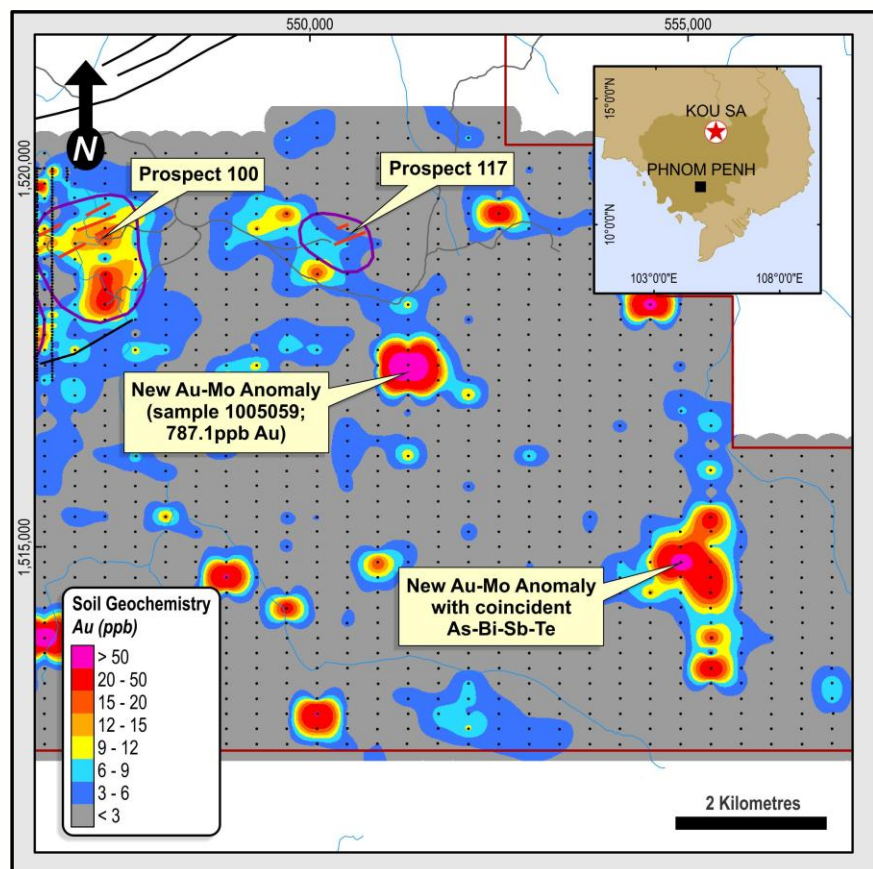 550,000
555,000
1,520,000
1,515,000
N
Prospect 100
Prospect 117
15°0'0"N
10°0'0"N
KOU SA
PHNOM PENH
103°0'0"E
108°0'0"E
New Au-Mo Anomaly
(sample 1005059;
787.1ppb Au)
New Au-Mo Anomaly
with coincident
As-Bi-Sb-Te
Soil Geochemistry
Au (ppb)
> 50
20 - 50
15 - 20
12 - 15
9 - 12
6 - 9
3 - 6
< 3
2 Kilometres